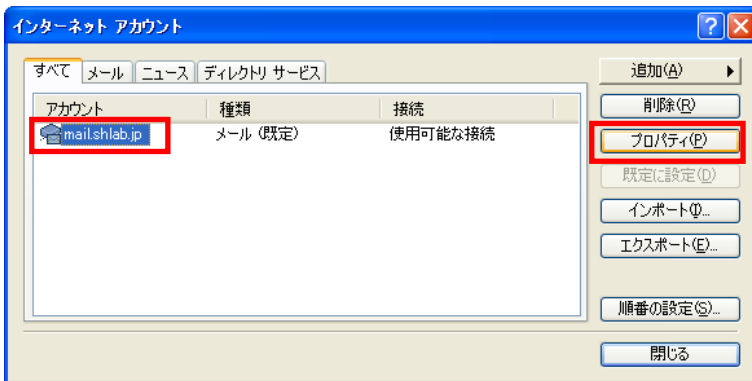 インターネット アカウント
すべて メール ニュース ディレクトリ サービス
アカウント 種類 接続
mail.shlab.jp メール (既定) 使用可能な接続
追加(A)
削除(R)
プロパティ(P)
既定に設定(D)
インポート(I)...
エクスポート(E)...
順番の設定(S)...
閉じる